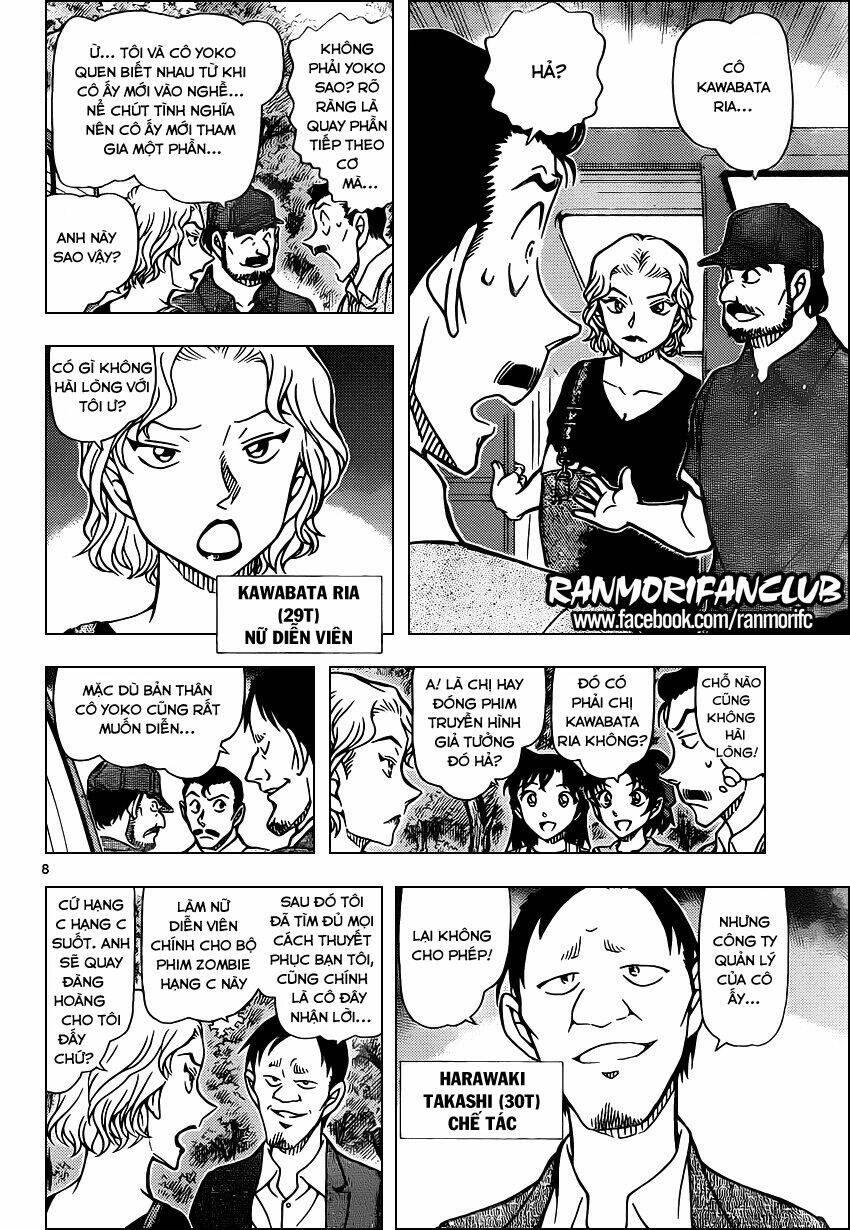 CÔ
KAWABATA
RIA...
HẢ?
KHÔNG
PHẢI YOKO
SAO? RÕ
RÀNG LÀ
QUAY PHẦN
TIẾP THEO
CƠ
MÀ...
Ừ... TÔI VÀ CÔ YOKO
QUEN BIẾT NHAU TỪ KHI
CÔ ẤY MỚI VÀO NGHỀ...
NỂ CHÚT TÌNH NGHĨA
NÊN CÔ ẤY MỚI THAM
GIA MỘT PHẦN...
ANH NÀY
SAO VẬY?
CÓ GÌ KHÔNG
HÀI LÒNG VỚI
TÔI Ư?
KAWABATA RIA
(29T)
NỮ DIỄN VIÊN
RANMORIFANCLUB
www.facebook.com/ranmorifc
CHỖ NÀO
CŨNG
KHÔNG
HÀI
LÒNG!
ĐÓ CÓ
PHẢI CHỊ
KAWABATA
RIA KHÔNG?
A! LÀ CHỊ HAY
ĐÓNG PHIM
TRUYỀN HÌNH
GIẢ TƯỞNG
ĐÓ HẢ?
MẶC DÙ BẢN THÂN
CÔ YOKO CŨNG RẤT
MUỐN DIỄN...
8
NHƯNG
CÔNG TY
QUẢN LÝ
CỦA CÔ
ẤY...
LẠI KHÔNG
CHO PHÉP!
HARAWAKI
TAKASHI (30T)
CHẾ TÁC
SAU ĐÓ TÔI
ĐÃ TÌM ĐỦ MỌI
CÁCH THUYẾT
PHỤC BẠN TÔI,
CŨNG CHÍNH
LÀ CÔ ĐÂY
NHẬN LỜI...
LÀM NỮ
DIỄN VIÊN
CHÍNH CHO BỘ
PHIM ZOMBIE
HẠNG C NÀY
CỨ HẠNG
C HẠNG C
SUỐT. ANH
SẼ QUAY
ĐÀNG
HOÀNG
CHO TÔI
ĐẤY
CHỨ?